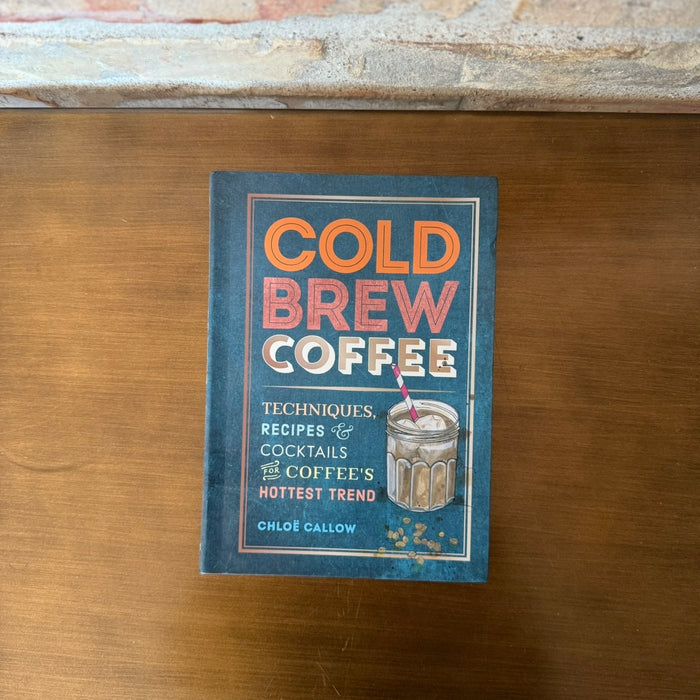 COLD
BREW
COFFEE
TECHNIQUES,
RECIPES &
COCKTAILS
FOR COFFEE'S
HOTTEST TREND
CHLOË CALLOW